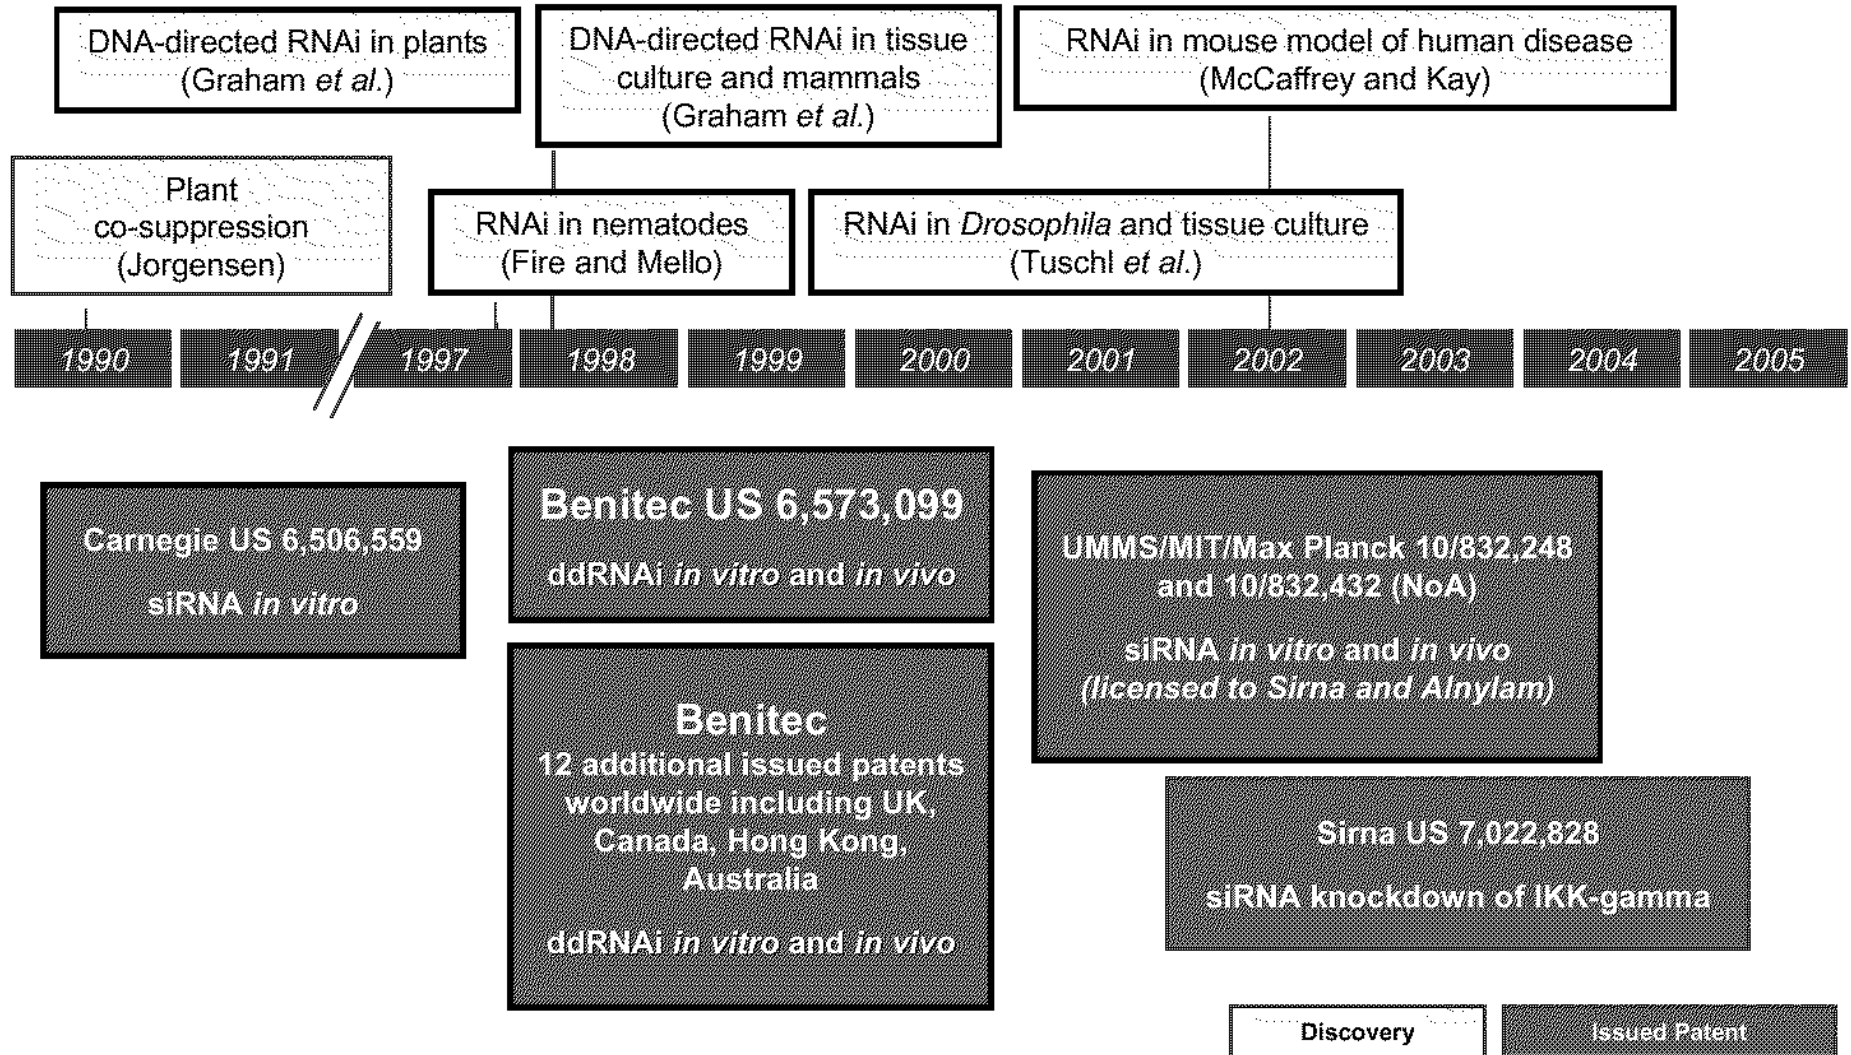 DNA-directed RNAi in plants
(Graham et al.)
DNA-directed RNAi in tissue
culture and mammals
(Graham et al.)
RNAi in mouse model of human disease
(McCaffrey and Kay)
Plant
co-suppression
(Jorgensen)
RNAi in nematodes
(Fire and Mello)
RNAi in Drosophila and tissue culture
(Tuschl et al.)
1990 1991 1997 1998 1999 2000 2001 2002 2003 2004 2005
Carnegie US 6,506,559
siRNA in vitro
Benitec US 6,573,099
ddRNAi in vitro and in vivo
Benitec
12 additional issued patents
worldwide including UK,
Canada, Hong Kong,
Australia
ddRNAi in vitro and in vivo
UMMS/MIT/Max Planck 10/832,248
and 10/832,432 (NoA)
siRNA in vitro and in vivo
(licensed to Sirna and Alnylam)
Sirna US 7,022,828
siRNA knockdown of IKK-gamma
Discovery
Issued Patent